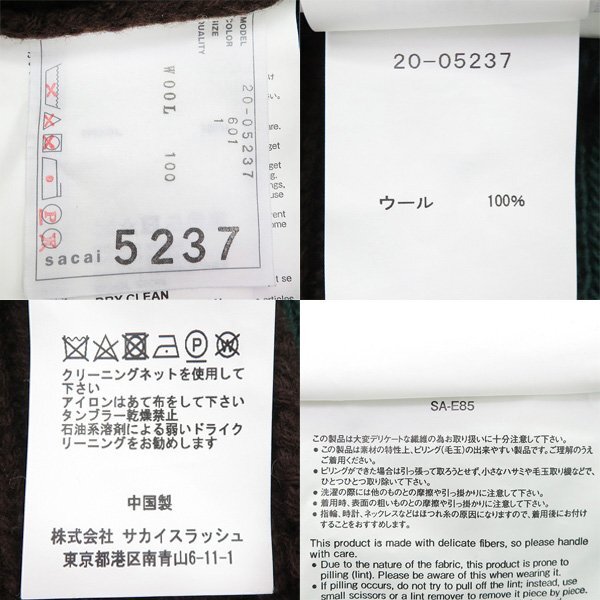 MODEL 20-05237
COLOR 601
SIZE 1
QUALITY
WOOL 100
sacai 5237
DRY CLEAN
20-05237
ウール 100%
クリーニングネットを使用して
下さい
アイロンはあて布をして下さい
タンブラー乾燥禁止
石油系溶剤による弱いドライク
リーニングをお勧めします
中国製
株式会社 サカイスラッシュ
東京都港区南青山6-11-1
SA-E85
この製品は大変デリケートな繊維の為お取り扱いに十分注意して下さい。
● この製品は素材の特性上、ピリング(毛玉)の出来やすい製品です。ご理解のうえ
ご着用ください。
● ピリングができた場合は引っ張って取ろうとせず、小さなハサミや毛玉取り機などで、
ひとつひとつ取り除いて下さい。
● 洗濯の際には他のものとの摩擦や引っ掛かりに注意して下さい。
● 着用時、表面の粗いものとの摩擦や引っ掛かりに注意して下さい。
● 指輪、時計、ネックレスなどはほつれ糸の原因になりますので、着用後にお付け
することをおすすめします。
This product is made with delicate fibers, so please handle
with care.
● Due to the nature of the fabric, this product is prone to
pilling (lint). Please be aware of this when wearing it.
● If pilling occurs, do not try to pull off the lint; instead, use
small scissors or a lint remover to remove it piece by piece.